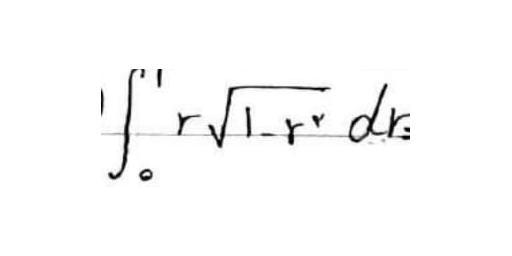 ∫₀¹ r√(1-r²) dr=